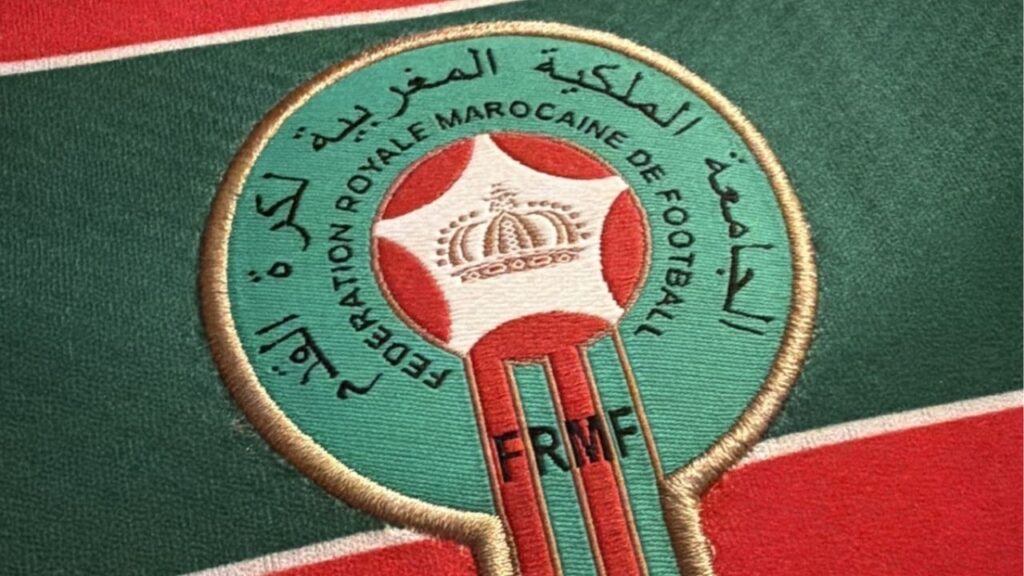 الجامعة الملكية المغربية لكرة القدم
FEDERATION ROYALE MAROCAINE DE FOOTBALL
FRMF